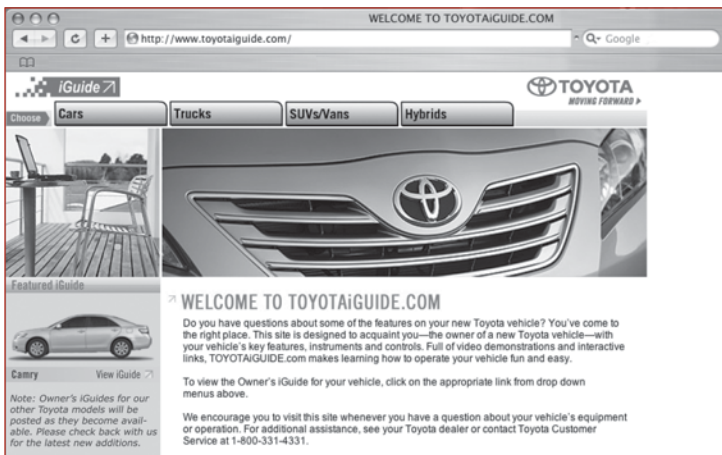 WELCOME TO TOYOTAiGUIDE.COM
http://www.toyotaiguide.com/
Google
iGuide
TOYOTA
MOVING FORWARD
Choose
Cars
Trucks
SUVs/Vans
Hybrids
Featured iGuide
Camry
View iGuide
Note: Owner's iGuides for our
other Toyota models will be
posted as they become avail-
able. Please check back with us
for the latest new additions.
WELCOME TO TOYOTAiGUIDE.COM
Do you have questions about some of the features on your new Toyota vehicle? You've come to
the right place. This site is designed to acquaint you—the owner of a new Toyota vehicle—with
your vehicle`s key features, instruments and controls. Full of video demonstrations and interactive
links, TOYOTAiGUIDE.com makes learning how to operate your vehicle fun and easy.
To view the Owner's iGuide for your vehicle, click on the appropriate link from drop down
menus above.
We encourage you to visit this site whenever you have a question about your vehicle`s equipment
or operation. For additional assistance, see your Toyota dealer or contact Toyota Customer
Service at 1-800-331-4331.